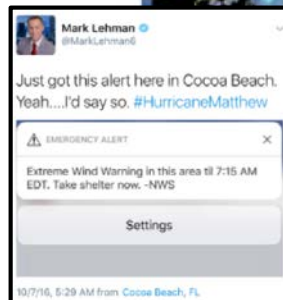 Mark Lehman
@MarkLehman6
Just got this alert here in Cocoa Beach.
Yeah....I'd say so. #HurricaneMatthew
EMERGENCY ALERT
Extreme Wind Warning in this area til 7:15 AM
EDT. Take shelter now. -NWS
Settings
10/7/16, 5:29 AM from Cocoa Beach, FL